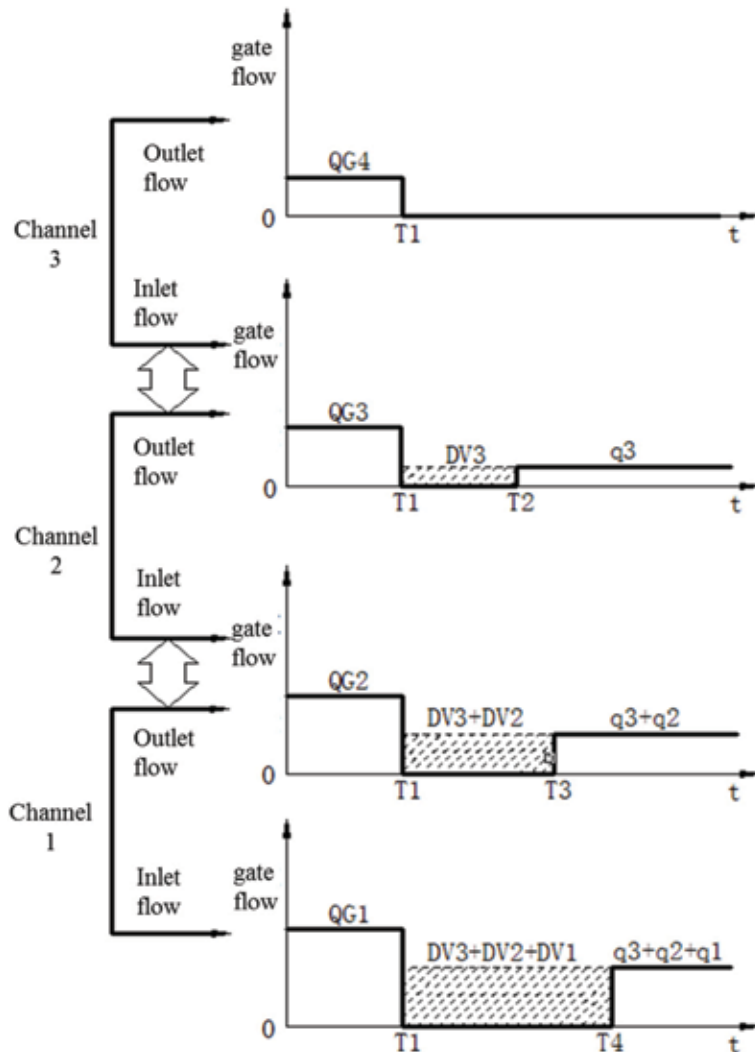 gate
flow
Outlet
flow
QG4
0
T1
t
Channel
3
Inlet
flow
gate
flow
QG3
DV3
q3
Outlet
flow
0
T1
T2
t
Channel
2
Inlet
flow
gate
flow
QG2
DV3+DV2
q3+q2
Outlet
flow
0
T1
T3
t
Channel
1
Inlet
flow
gate
flow
QG1
DV3+DV2+DV1
q3+q2+q1
0
T1
T4
t